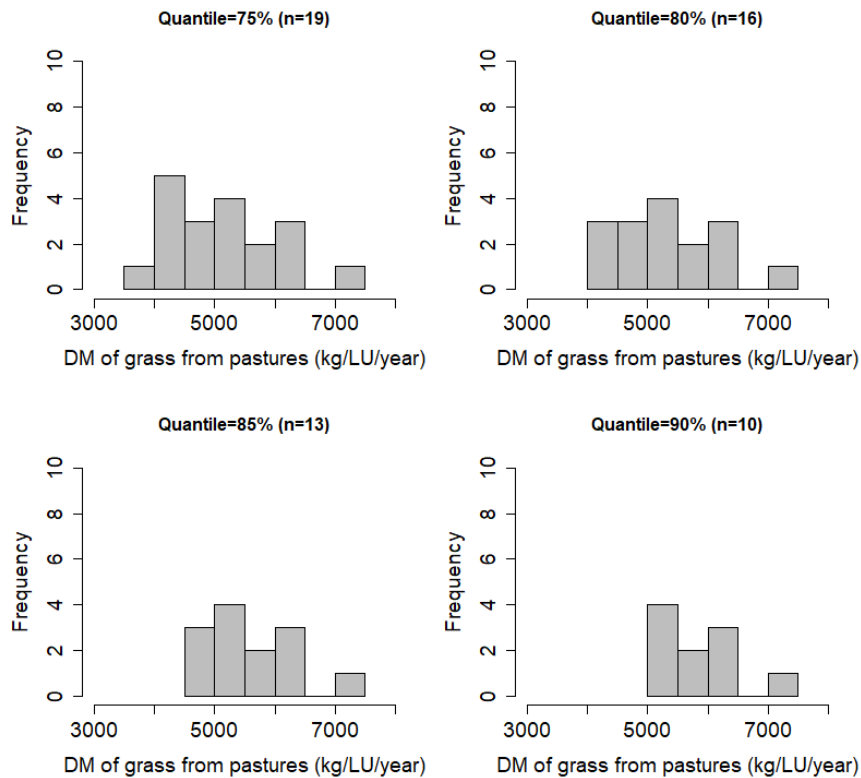 Quantile=75% (n=19)
Frequency
0 2 4 6 8 10
3000 5000 7000
DM of grass from pastures (kg/LU/year)
Quantile=80% (n=16)
Frequency
0 2 4 6 8 10
3000 5000 7000
DM of grass from pastures (kg/LU/year)
Quantile=85% (n=13)
Frequency
0 2 4 6 8 10
3000 5000 7000
DM of grass from pastures (kg/LU/year)
Quantile=90% (n=10)
Frequency
0 2 4 6 8 10
3000 5000 7000
DM of grass from pastures (kg/LU/year)